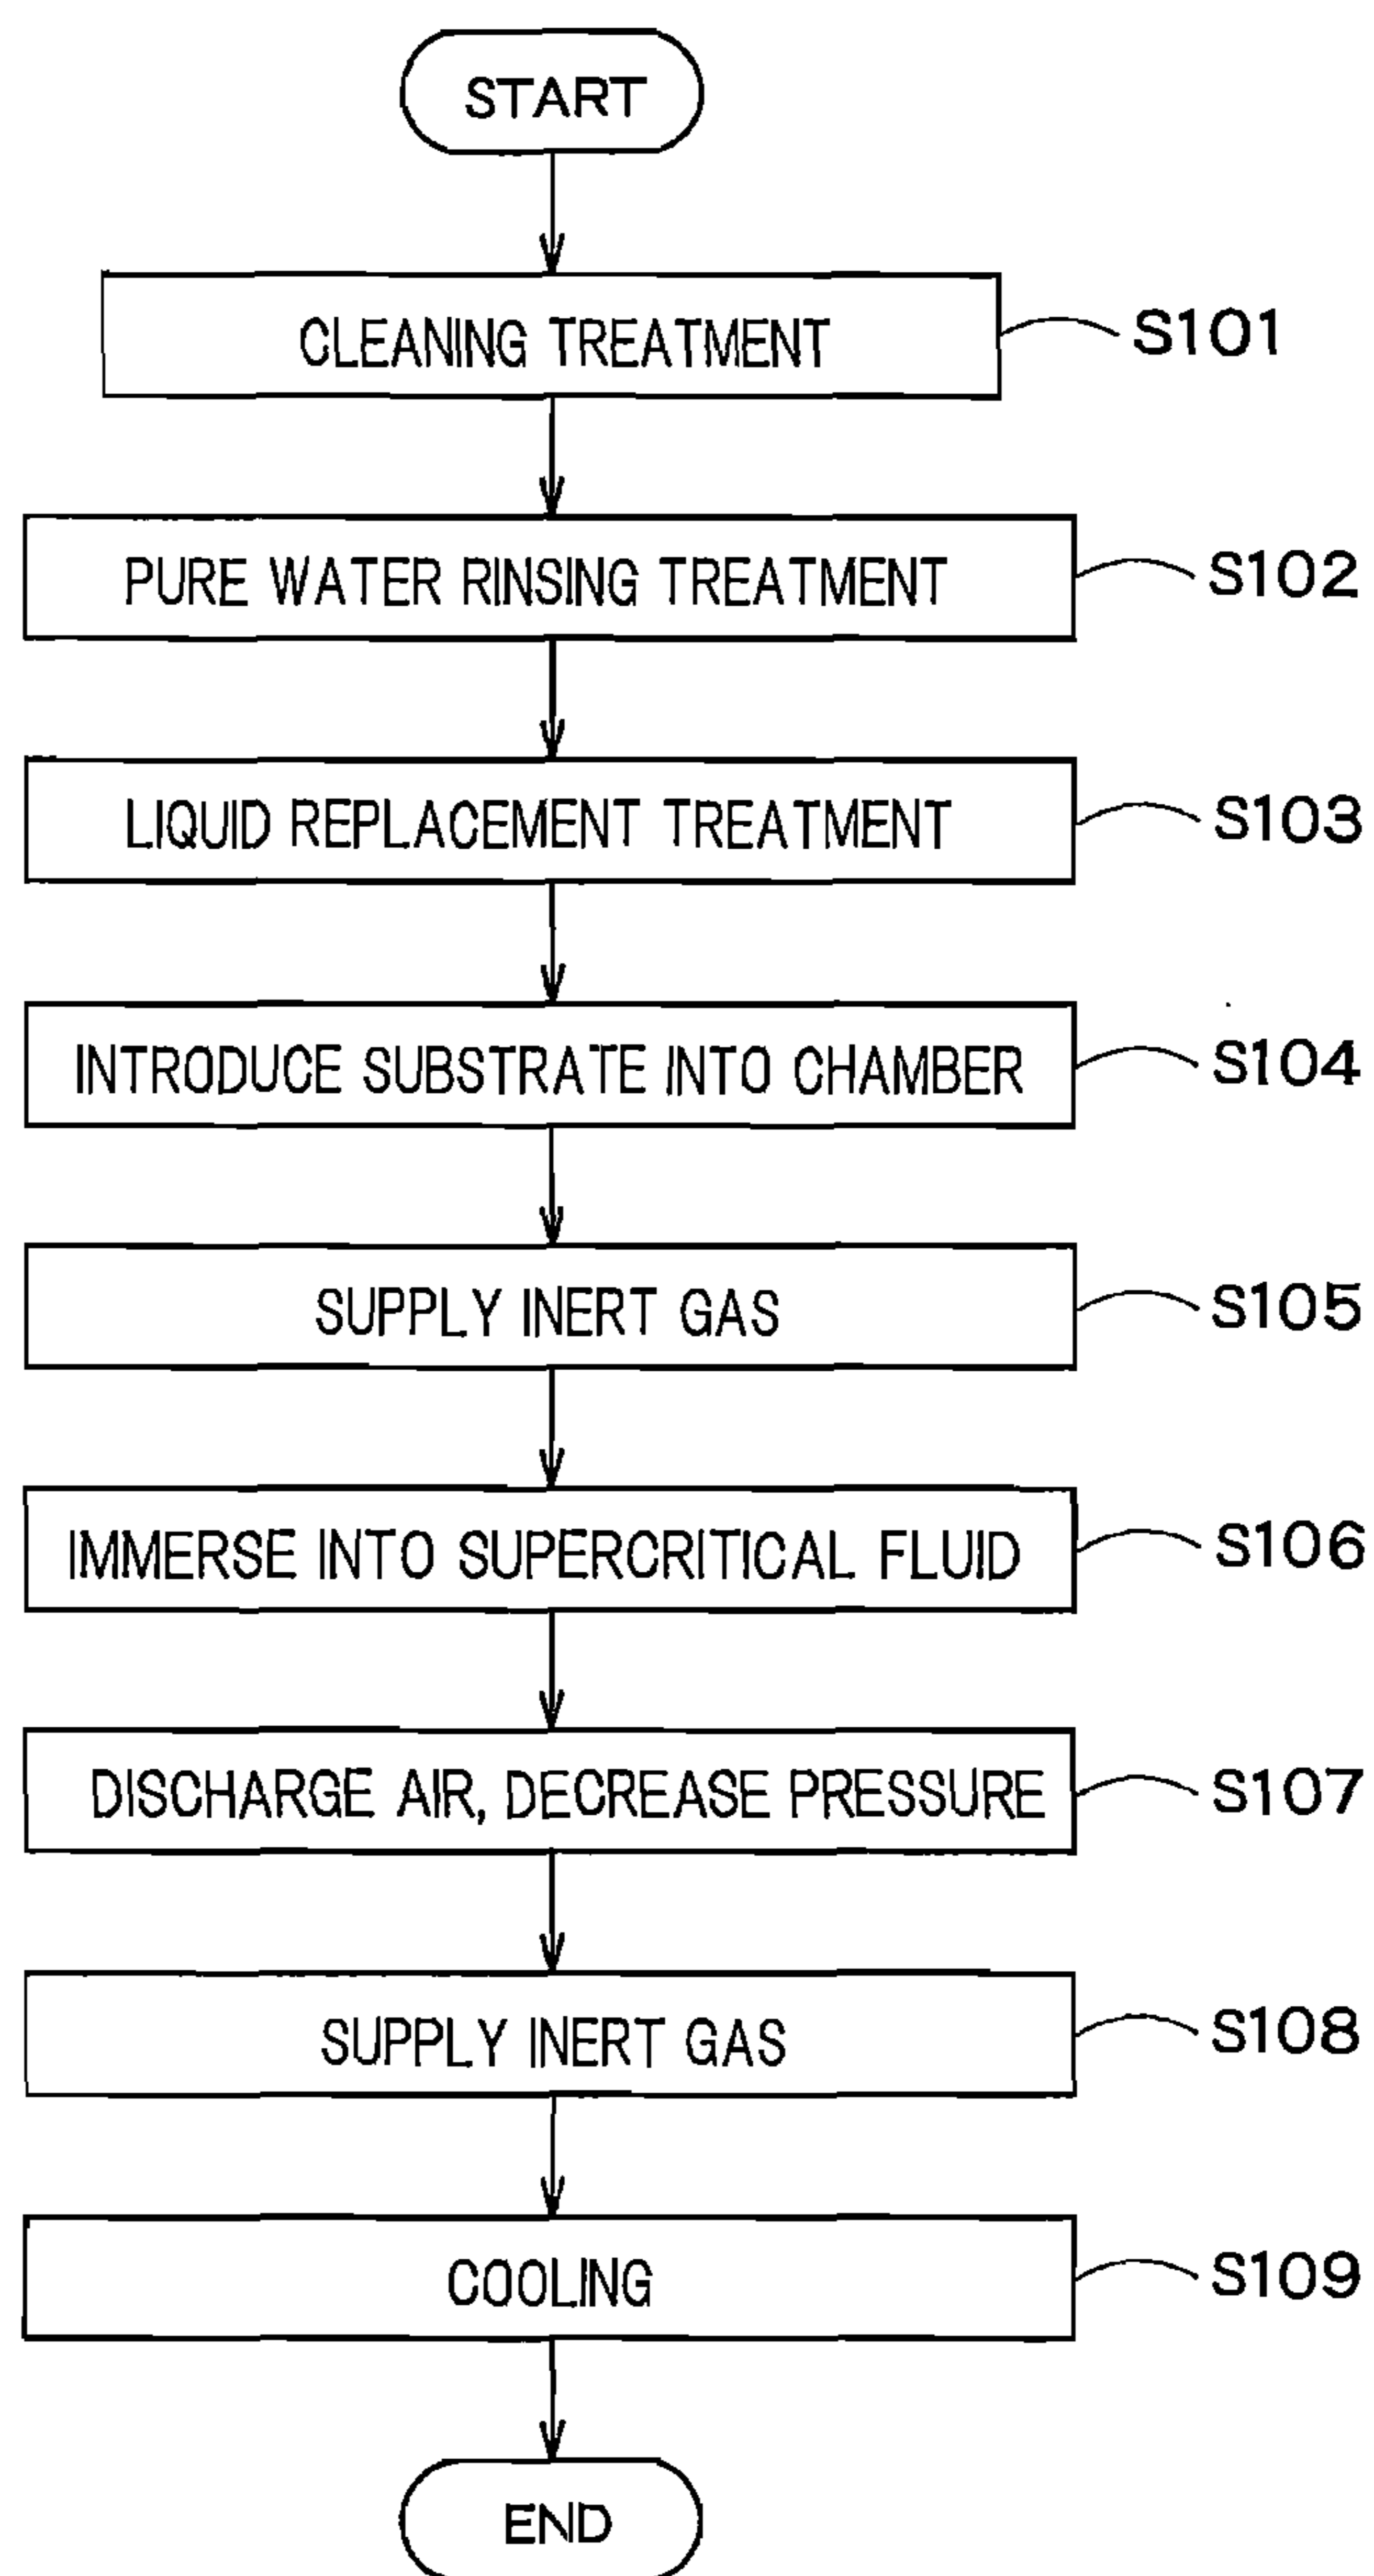 START
CLEANING TREATMENT
S101
PURE WATER RINSING TREATMENT
S102
LIQUID REPLACEMENT TREATMENT
S103
INTRODUCE SUBSTRATE INTO CHAMBER
S104
SUPPLY INERT GAS
S105
IMMERSE INTO SUPERCRITICAL FLUID
S106
DISCHARGE AIR, DECREASE PRESSURE
S107
SUPPLY INERT GAS
S108
COOLING
S109
END